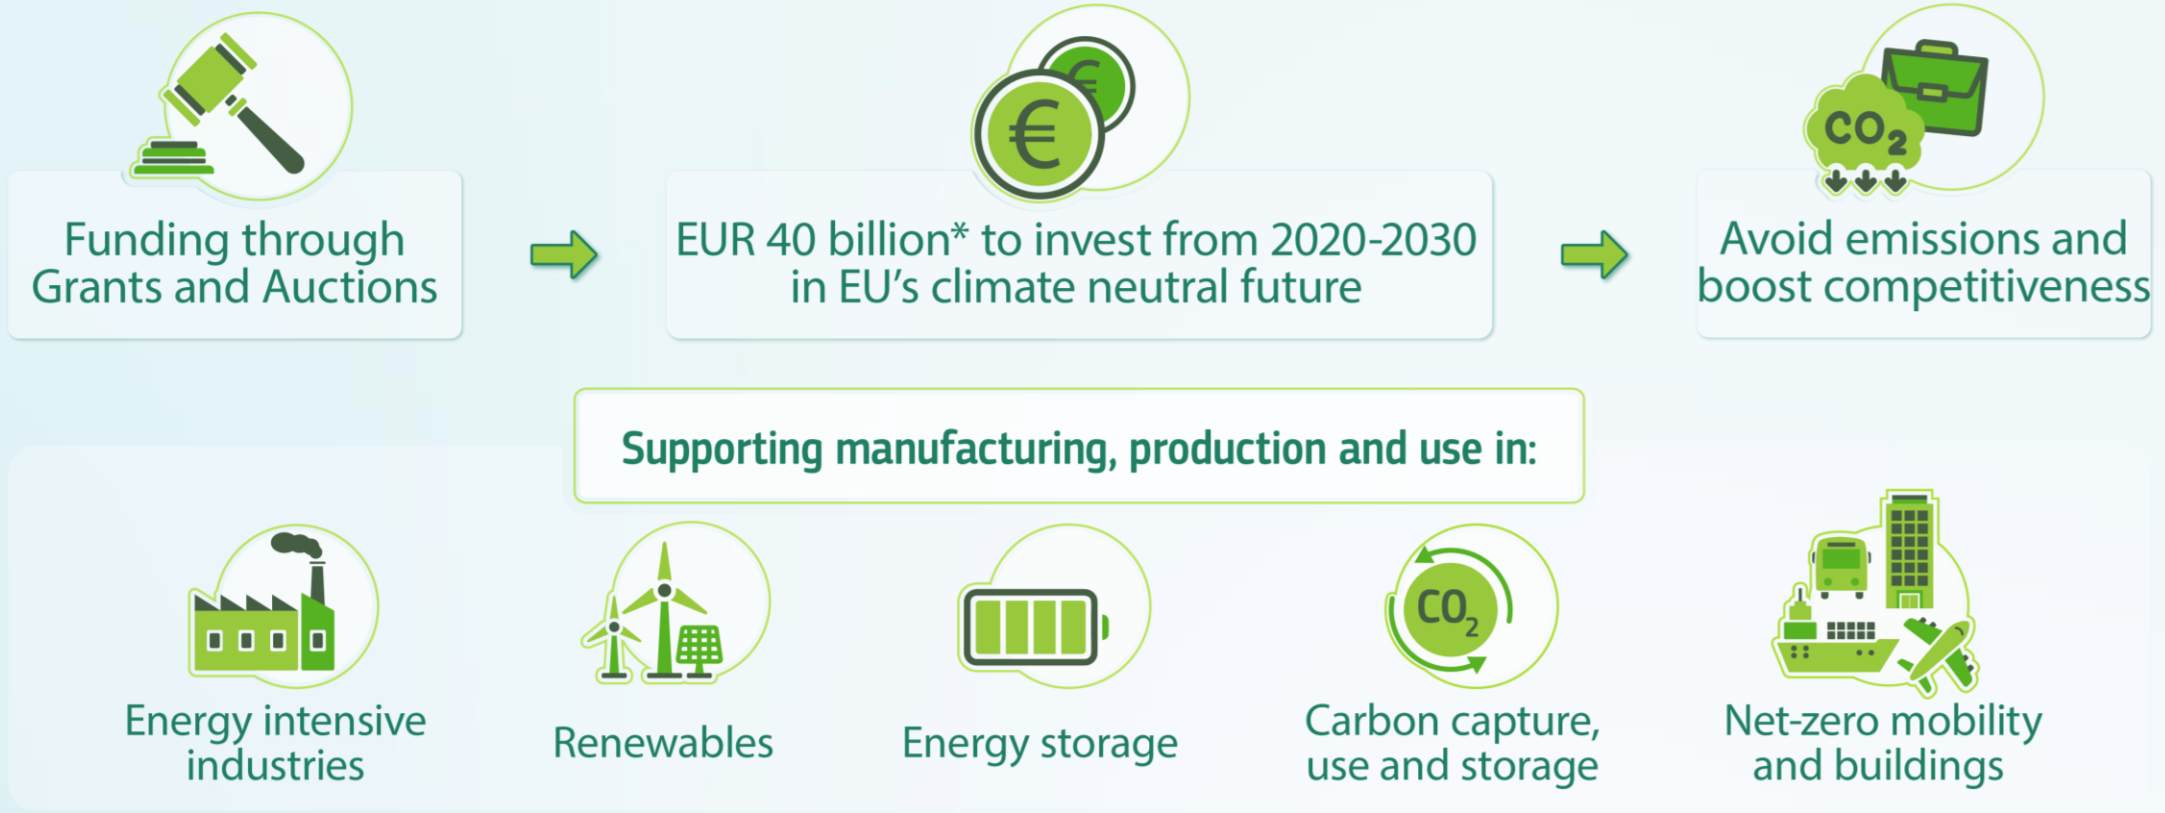 Funding through
Grants and Auctions
EUR 40 billion* to invest from 2020-2030
in EU's climate neutral future
CO2
Avoid emissions and
boost competitiveness
Supporting manufacturing, production and use in:
Energy intensive
industries
Renewables
Energy storage
CO2
Carbon capture,
use and storage
Net-zero mobility
and buildings